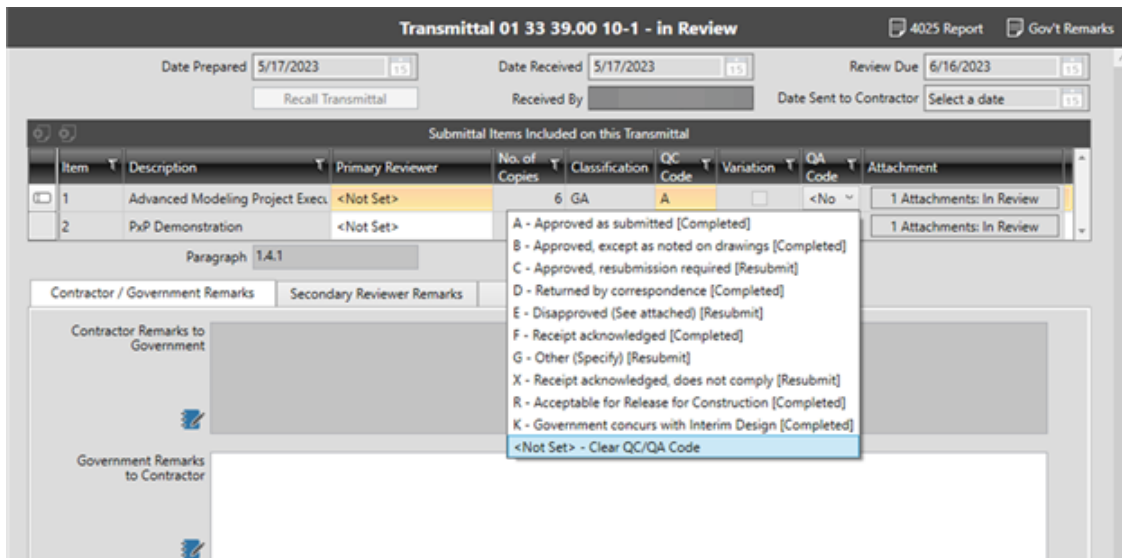 Transmittal 01 33 39.00 10-1 - in Review
4025 Report
Gov't Remarks
Date Prepared 5/17/2023 15
Date Received 5/17/2023 15
Review Due 6/16/2023 15
Recall Transmittal
Received By
Date Sent to Contractor Select a date 15
Submittal Items Included on this Transmittal
Item Description Primary Reviewer No. of Copies Classification QC Code Variation QA Code Attachment
1 Advanced Modeling Project Execu <Not Set> 6 GA A <No 1 Attachments: In Review
2 PxP Demonstration <Not Set> 1 Attachments: In Review
A - Approved as submitted [Completed]
B - Approved, except as noted on drawings [Completed]
C - Approved, resubmission required [Resubmit]
D - Returned by correspondence [Completed]
E - Disapproved (See attached) [Resubmit]
F - Receipt acknowledged [Completed]
G - Other (Specify) [Resubmit]
X - Receipt acknowledged, does not comply [Resubmit]
R - Acceptable for Release for Construction [Completed]
K - Government concurs with Interim Design [Completed]
<Not Set> - Clear QC/QA Code
Paragraph 1.4.1
Contractor / Government Remarks
Secondary Reviewer Remarks
Contractor Remarks to
Government
Government Remarks
to Contractor